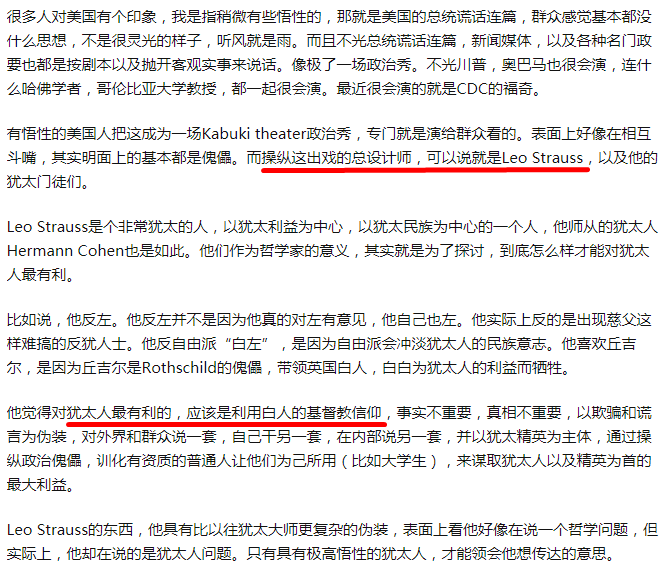 很多人对美国有个印象，我是指稍微有些悟性的，那就是美国的总统谎话连篇，群众感觉基本都没
什么思想，不是很灵光的样子，听风就是雨。而且不光总统谎话连篇，新闻媒体，以及各种名门政
要也都是按剧本以及抛开客观实事来说话。像极了一场政治秀。不光川普，奥巴马也很会演，连什
么哈佛学者，哥伦比亚大学教授，都一起很会演。最近很会演的就是CDC的福奇。
有悟性的美国人把这成为一场Kabuki theater政治秀，专门就是演给群众看的。表面上好像在相互
斗嘴，其实明面上的基本都是傀儡。而操纵这出戏的总设计师，可以说就是Leo Strauss，以及他的
犹太门徒们。
Leo Strauss是个非常犹太的人，以犹太利益为中心，以犹太民族为中心的一个人，他师从的犹太人
Hermann Cohen也是如此。他们作为哲学家的意义，其实就是为了探讨，到底怎么样才能对犹太
人最有利。
比如说，他反左。他反左并不是因为他真的对左有意见，他自己也左。他实际上反的是出现慈父这
样难搞的反犹人士。他反自由派“白左”，是因为自由派会冲淡犹太人的民族意志。他喜欢丘吉
尔，是因为丘吉尔是Rothschild的傀儡，带领英国白人，白白为犹太人的利益而牺牲。
他觉得对犹太人最有利的，应该是利用白人的基督教信仰，事实不重要，真相不重要，以欺骗和谎
言为伪装，对外界和群众说一套，自己干另一套，在内部说另一套，并以犹太精英为主体，通过操
纵政治傀儡，训化有资质的普通人让他们为己所用（比如大学生），来谋取犹太人以及精英为首的
最大利益。
Leo Strauss的东西，他具有比以往犹太大师更复杂的伪装，表面上看他好像在说一个哲学问题，但
实际上，他却在说的是犹太人问题。只有具有极高悟性的犹太人，才能领会他想传达的意思。